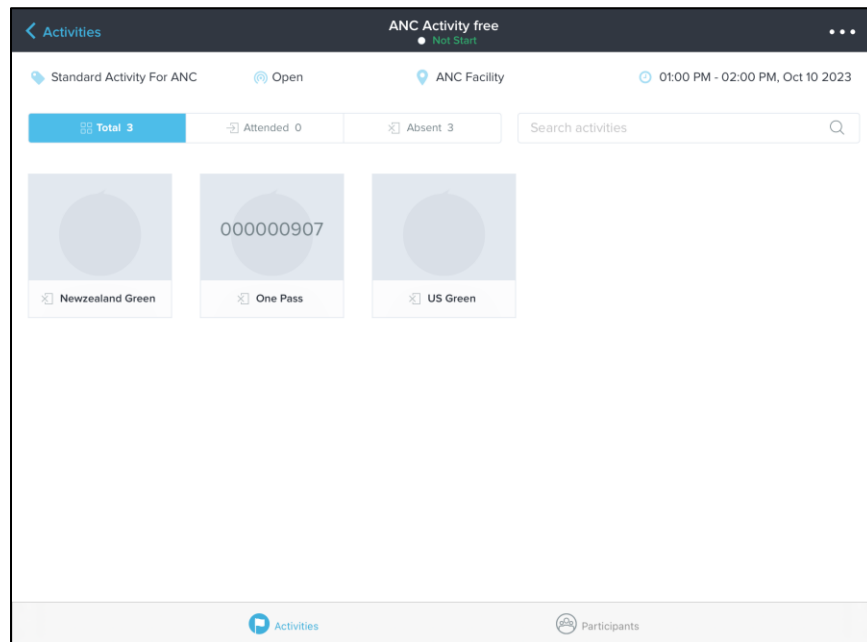 Activities
ANC Activity free
Not Start
Standard Activity For ANC
Open
ANC Facility
01:00 PM - 02:00 PM, Oct 10 2023
Total 3
Attended 0
Absent 3
Search activities
000000907
Newzealand Green
One Pass
US Green
Activities
Participants